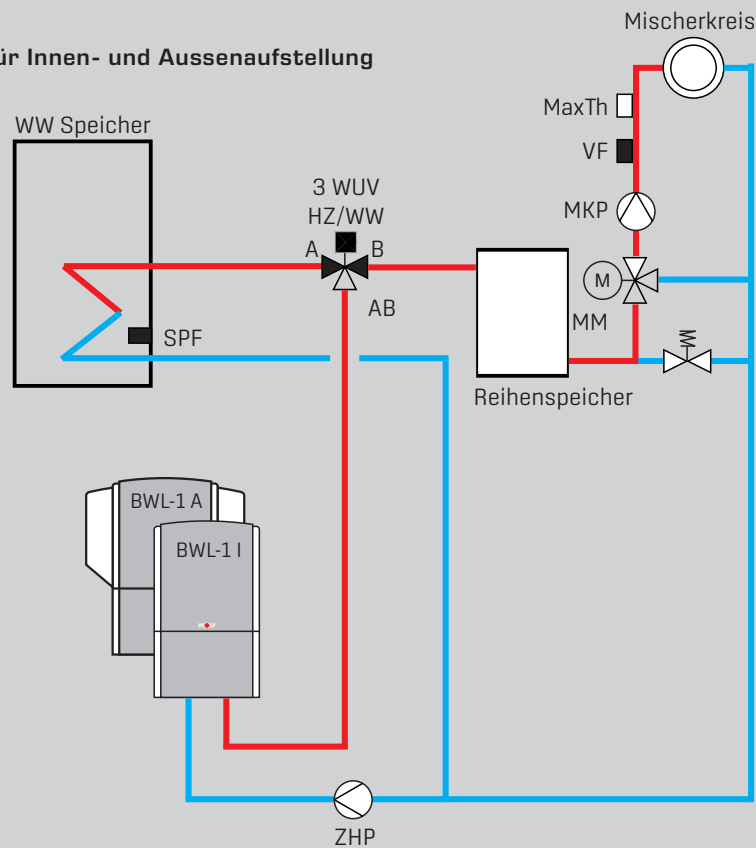 ür Innen- und Aussenaufstellung
Mischerkreis
MaxTh
WW Speicher
VF
3 WUV
HZ/WW
MKP
A
B
M
AB
MM
SPF
Reihenspeicher
BWL-1 A
BWL-1 I
ZHP